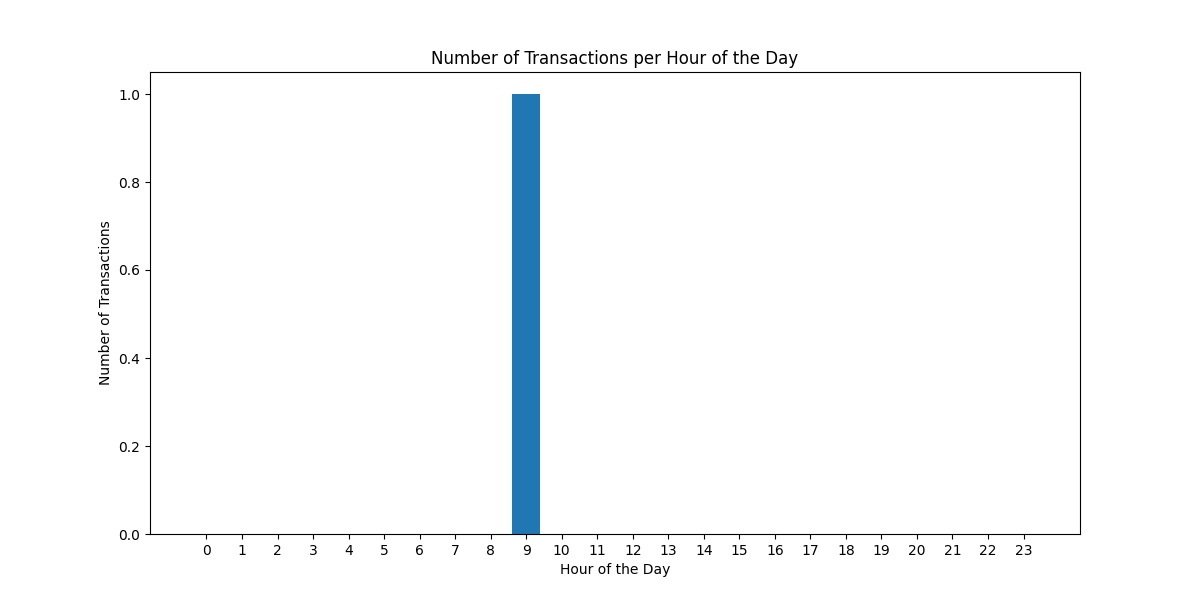 Number of Transactions per Hour of the Day
1.0
0.8
0.6
0.4
0.2
0.0
Number of Transactions
0 1 2 3 4 5 6 7 8 9 10 11 12 13 14 15 16 17 18 19 20 21 22 23
Hour of the Day